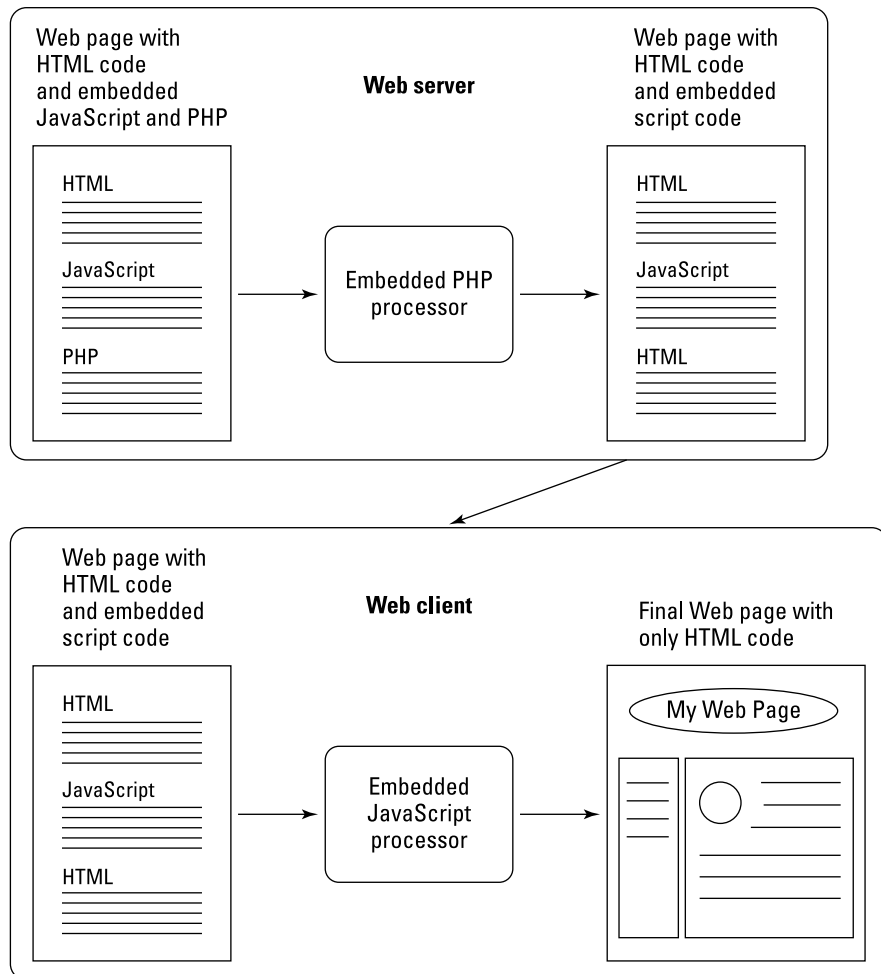 Web page with
HTML code
and embedded
JavaScript and PHP
Web server
Web page with
HTML code
and embedded
script code
HTML
JavaScript
PHP
Embedded PHP
processor
HTML
JavaScript
HTML
Web page with
HTML code
and embedded
script code
Web client
Final Web page with
only HTML code
HTML
JavaScript
HTML
Embedded
JavaScript
processor
My Web Page